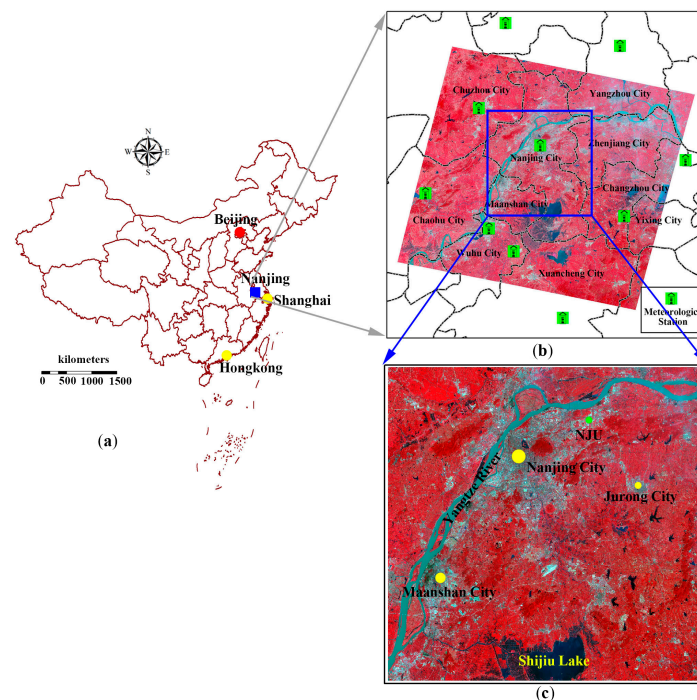 N
W
E
S
Beijing
Nanjing
Shanghai
Hongkong
kilometers
0 500 1000 1500
(a)
Chuzhou City
Yangzhou City
Nanjing City
Zhenjiang City
Maanshan City
Changzhou City
Chaohu City
Yixing City
Wuhu City
Xuancheng City
Meteorologic
Station
(b)
NJU
Nanjing City
Yangtze River
Jurong City
Maanshan City
Shijiu Lake
(c)